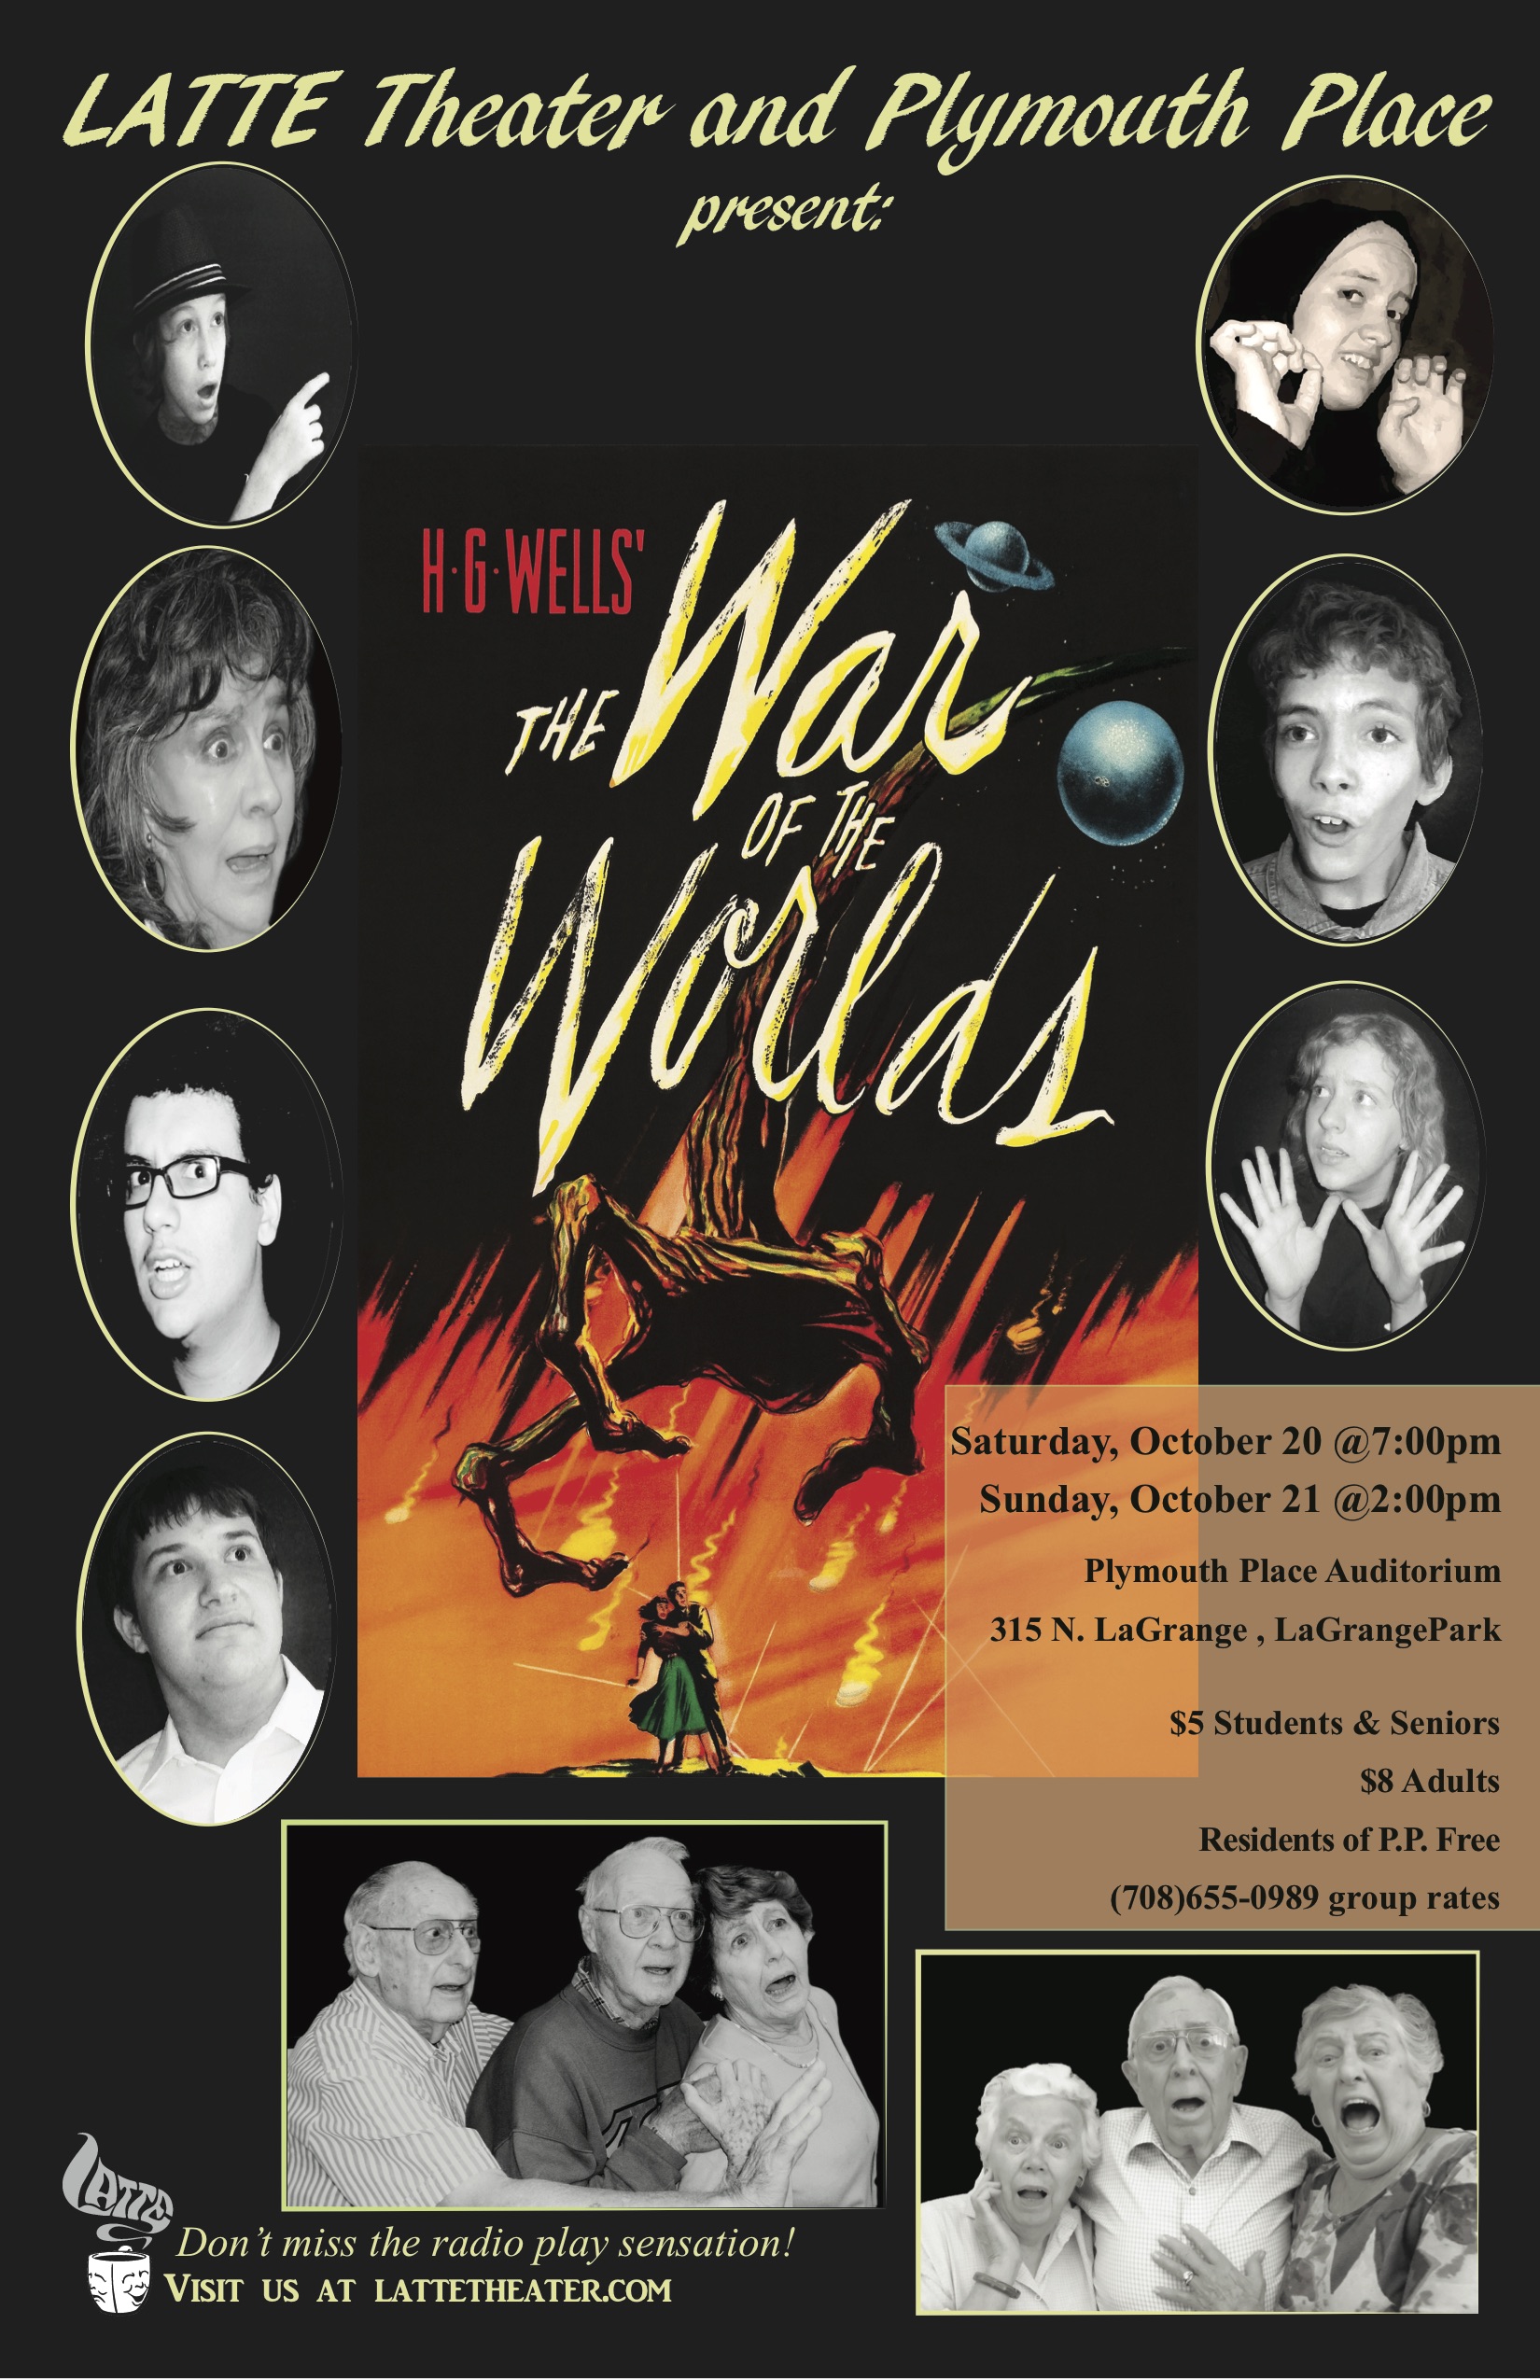 LATTE Theater and Plymouth Place
present:
H·G·WELLS'
THE War
OF THE
Worlds
Saturday, October 20 @7:00pm
Sunday, October 21 @2:00pm
Plymouth Place Auditorium
315 N. LaGrange , LaGrangePark
$5 Students & Seniors
$8 Adults
Residents of P.P. Free
(708)655-0989 group rates
LATTE
Don't miss the radio play sensation!
VISIT US AT LATTETHEATER.COM